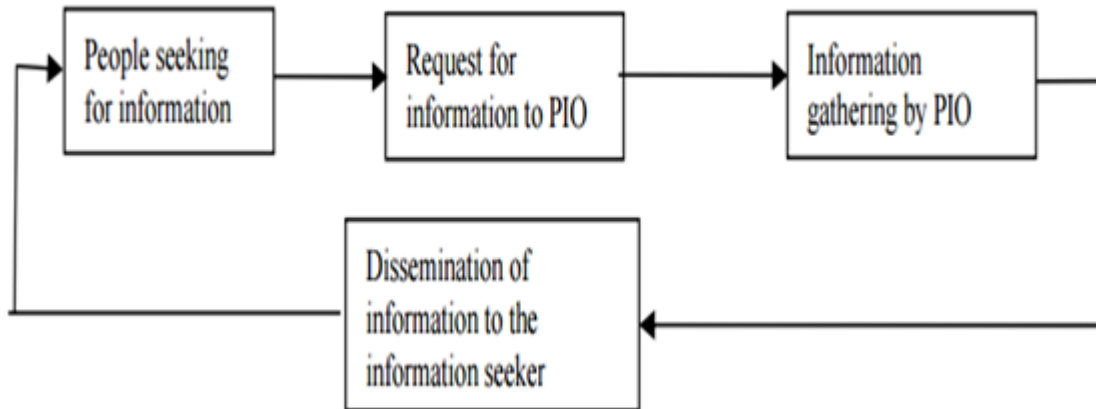 People seeking
for information
Request for
information to PIO
Information
gathering by PIO
Dissemination of
information to the
information seeker